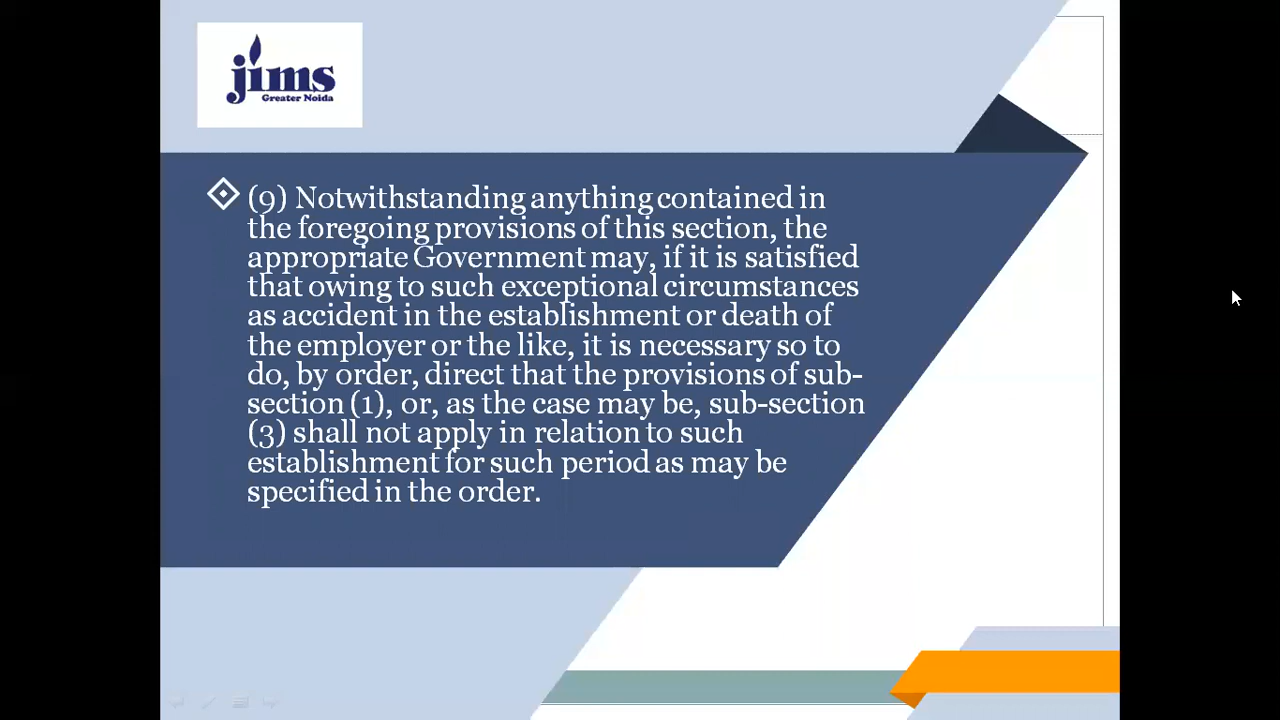 jims
Greater Noida
(9) Notwithstanding anything contained in
the foregoing provisions of this section, the
appropriate Government may, if it is satisfied
that owing to such exceptional circumstances
as accident in the establishment or death of
the employer or the like, it is necessary so to
do, by order, direct that the provisions of sub-
section (1), or, as the case may be, sub-section
(3) shall not apply in relation to such
establishment for such period as may be
specified in the order.